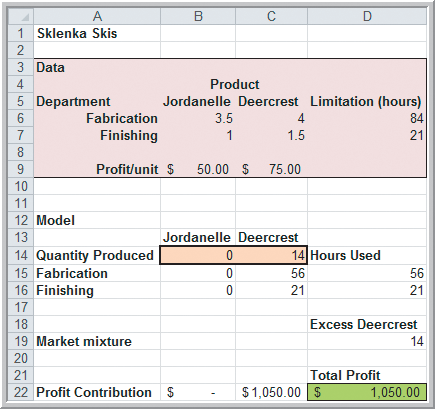 A B C D
1 Sklenka Skis
2
3 Data
4 Product
5 Department Jordanelle Deercrest Limitation (hours)
6 Fabrication 3.5 4 84
7 Finishing 1 1.5 21
8
9 Profit/unit $ 50.00 $ 75.00
10
11
12 Model
13 Jordanelle Deercrest
14 Quantity Produced 0 14 Hours Used
15 Fabrication 0 56 56
16 Finishing 0 21 21
17
18 Excess Deercrest
19 Market mixture 14
20
21 Total Profit
22 Profit Contribution $ - $1,050.00 $ 1,050.00